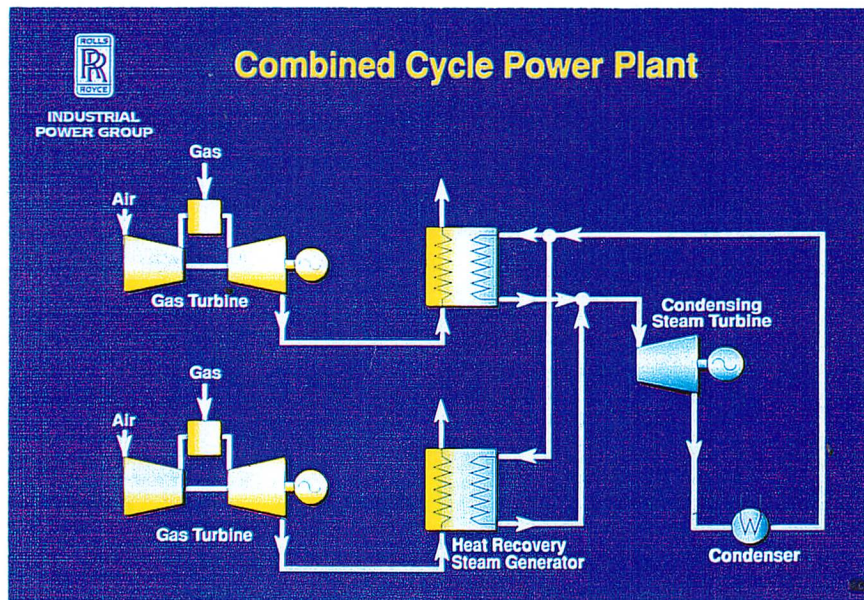 ROLLS
RR
ROYCE
INDUSTRIAL
POWER GROUP
Combined Cycle Power Plant
Gas
Air
Gas Turbine
Condensing
Steam Turbine
Gas
Air
Gas Turbine
Heat Recovery
Steam Generator
W
Condenser